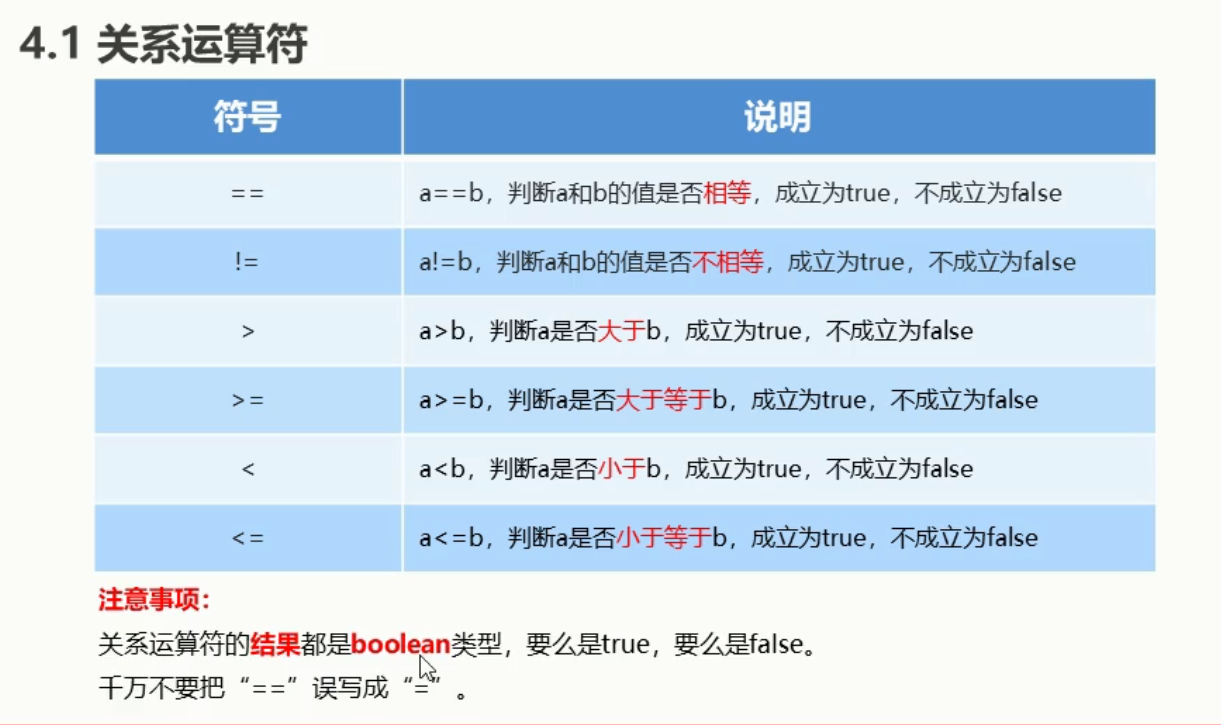 4.1 关系运算符
符号 说明
== a==b，判断a和b的值是否相等，成立为true，不成立为false
!= a!=b，判断a和b的值是否不相等，成立为true，不成立为false
> a>b，判断a是否大于b，成立为true，不成立为false
>= a>=b，判断a是否大于等于b，成立为true，不成立为false
< a<b，判断a是否小于b，成立为true，不成立为false
<= a<=b，判断a是否小于等于b，成立为true，不成立为false
注意事项：
关系运算符的结果都是boolean类型，要么是true，要么是false。
千万不要把“==”误写成“=”。